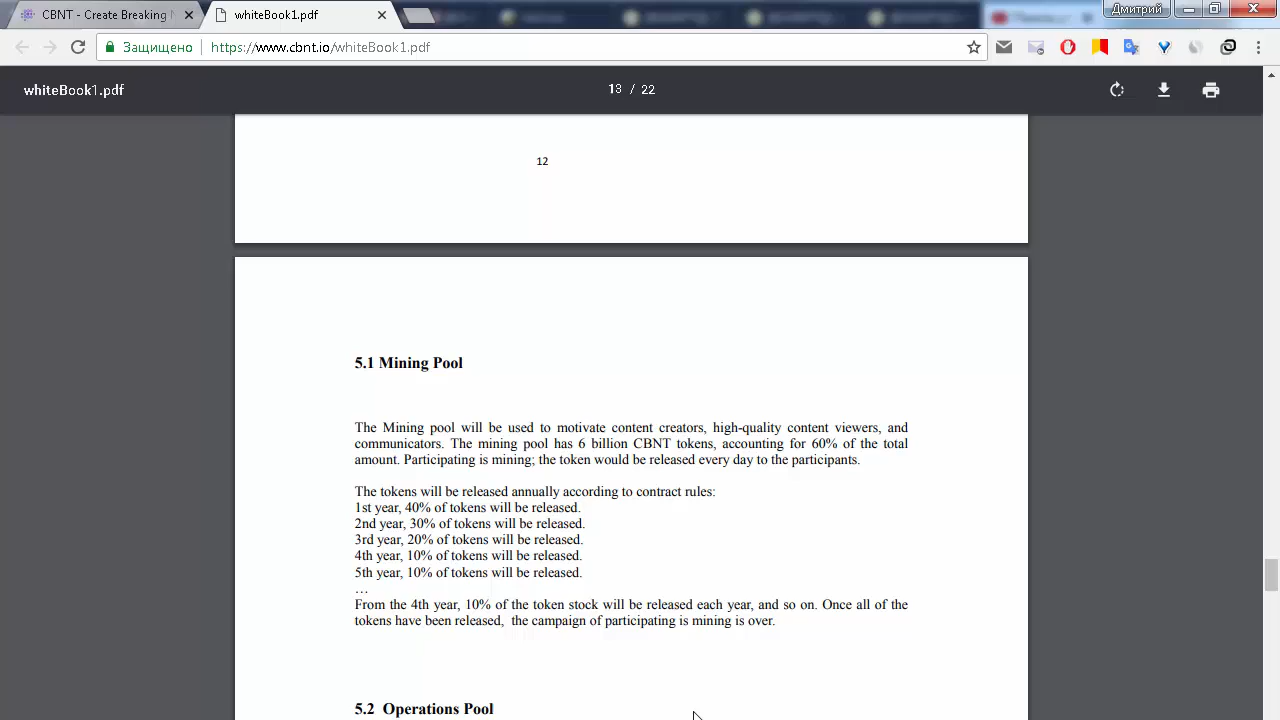 CBNT - Create Breaking N
whiteBook1.pdf
Дмитрий
Защищено
https://www.cbnt.io/whiteBook1.pdf
whiteBook1.pdf
13 / 22
12
5.1 Mining Pool
The Mining pool will be used to motivate content creators, high-quality content viewers, and
communicators. The mining pool has 6 billion CBNT tokens, accounting for 60% of the total
amount. Participating is mining; the token would be released every day to the participants.
The tokens will be released annually according to contract rules:
1st year, 40% of tokens will be released.
2nd year, 30% of tokens will be released.
3rd year, 20% of tokens will be released.
4th year, 10% of tokens will be released.
5th year, 10% of tokens will be released.
…
From the 4th year, 10% of the token stock will be released each year, and so on. Once all of the
tokens have been released, the campaign of participating is mining is over.
5.2 Operations Pool